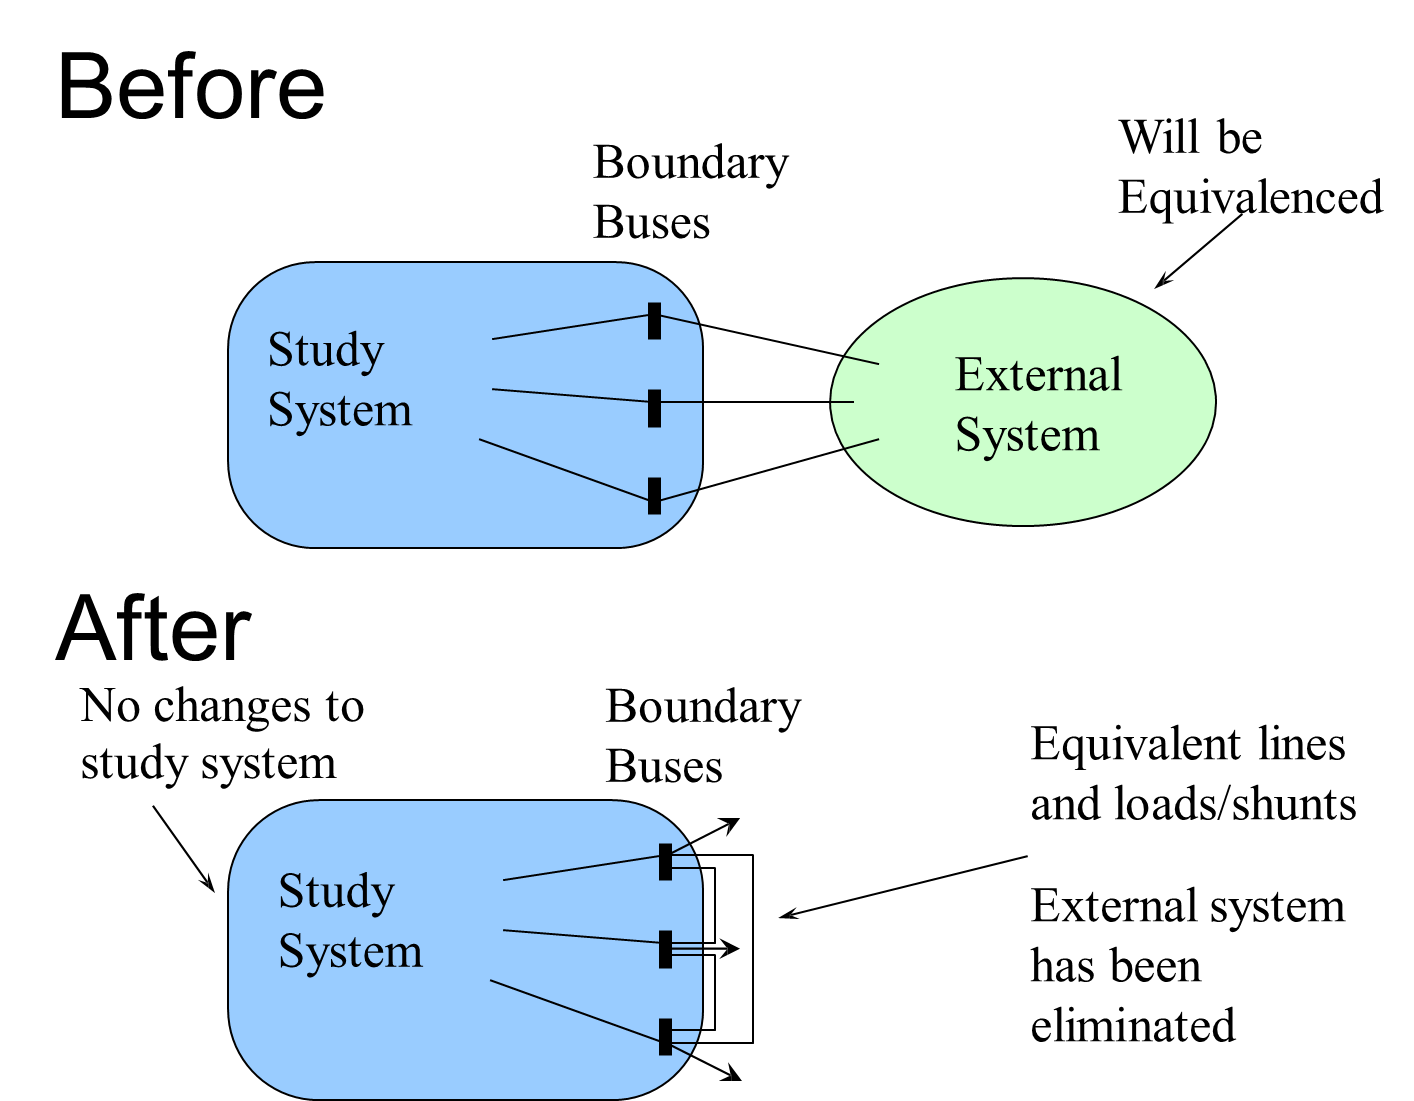 Before
Will be
Equivalenced
Boundary
Buses
Study
System
External
System
After
No changes to
study system
Boundary
Buses
Equivalent lines
and loads/shunts
Study
System
External system
has been
eliminated